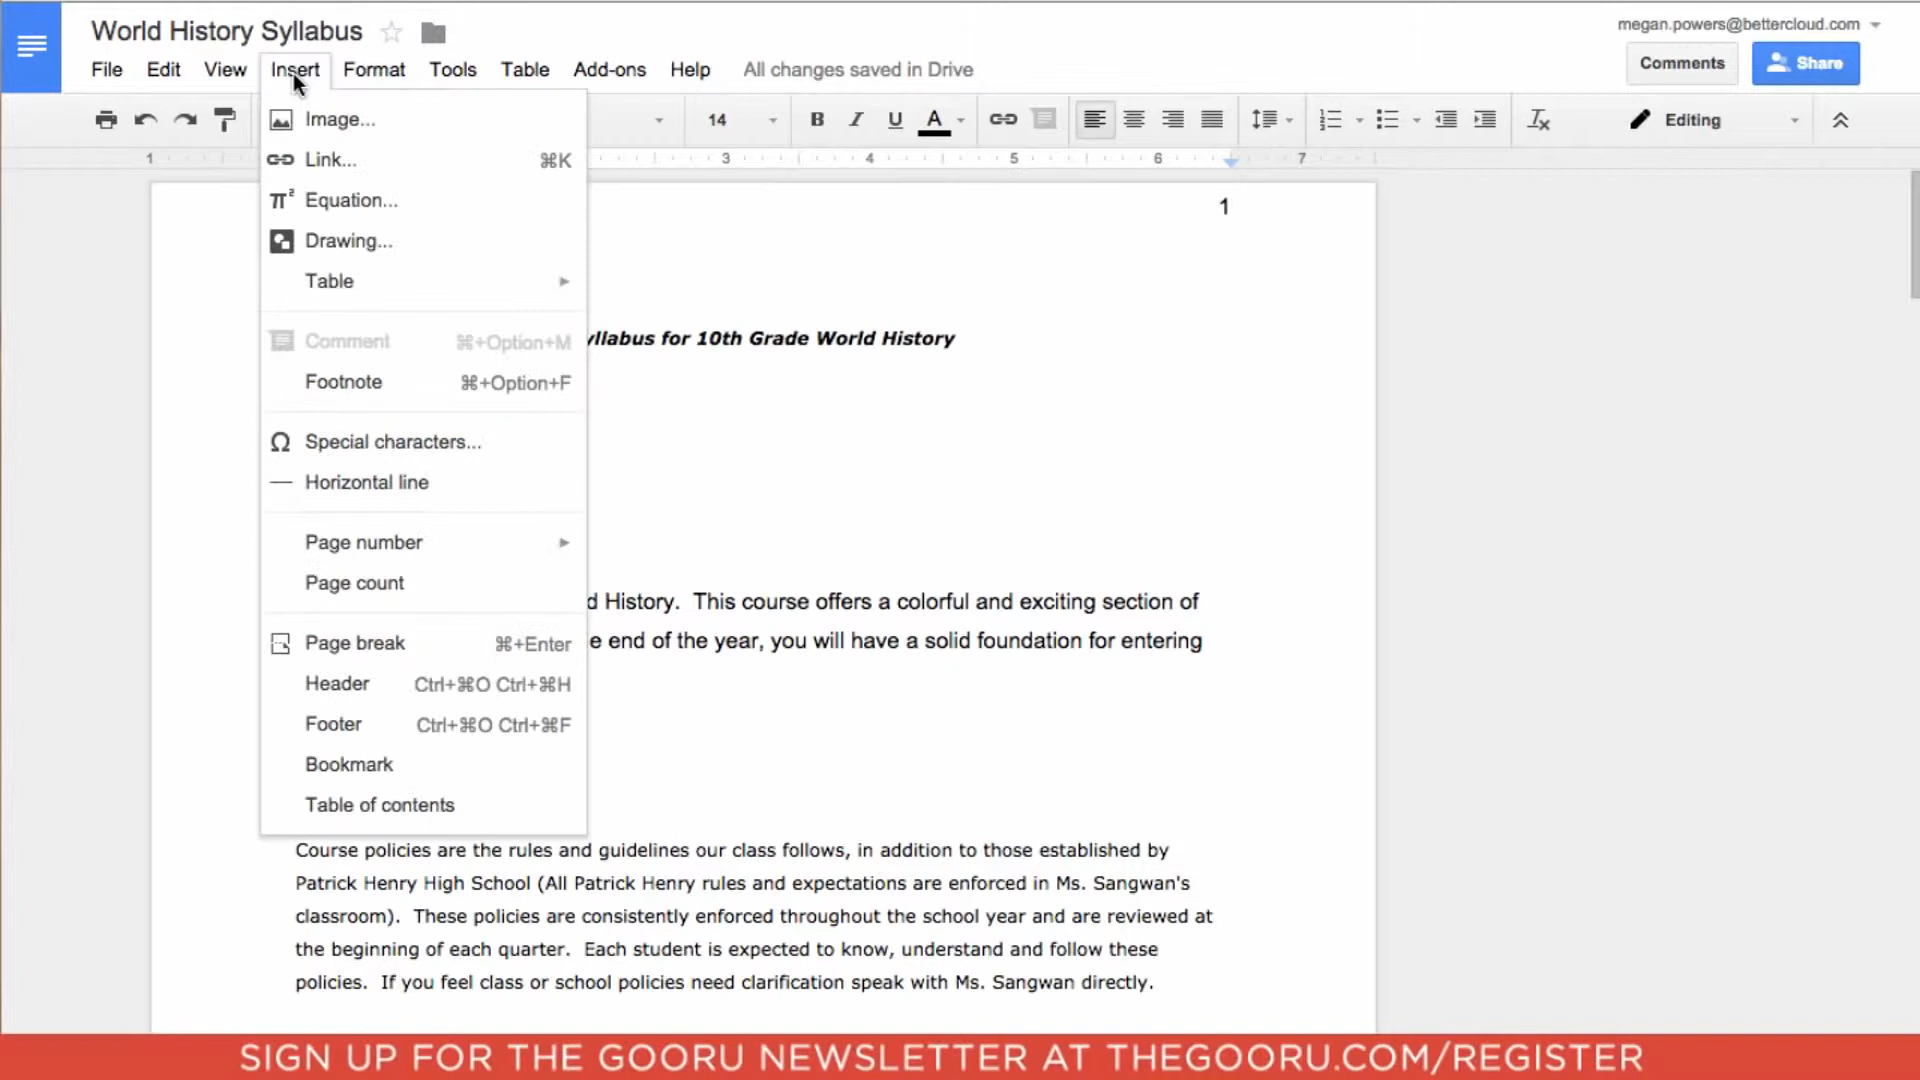 World History Syllabus
megan.powers@bettercloud.com
File Edit View Insert Format Tools Table Add-ons Help All changes saved in Drive
Comments
Share
14
B I U A
Editing
1 3 4 5 6 7
Image...
Link... ⌘K
π² Equation...
Drawing...
Table
Comment ⌘+Option+M
Footnote ⌘+Option+F
Ω Special characters...
Horizontal line
Page number
Page count
Page break ⌘+Enter
Header Ctrl+⌘O Ctrl+⌘H
Footer Ctrl+⌘O Ctrl+⌘F
Bookmark
Table of contents
1
yllabus for 10th Grade World History
d History. This course offers a colorful and exciting section of
e end of the year, you will have a solid foundation for entering
Course policies are the rules and guidelines our class follows, in addition to those established by
Patrick Henry High School (All Patrick Henry rules and expectations are enforced in Ms. Sangwan's
classroom). These policies are consistently enforced throughout the school year and are reviewed at
the beginning of each quarter. Each student is expected to know, understand and follow these
policies. If you feel class or school policies need clarification speak with Ms. Sangwan directly.
SIGN UP FOR THE GOORU NEWSLETTER AT THEGOORU.COM/REGISTER